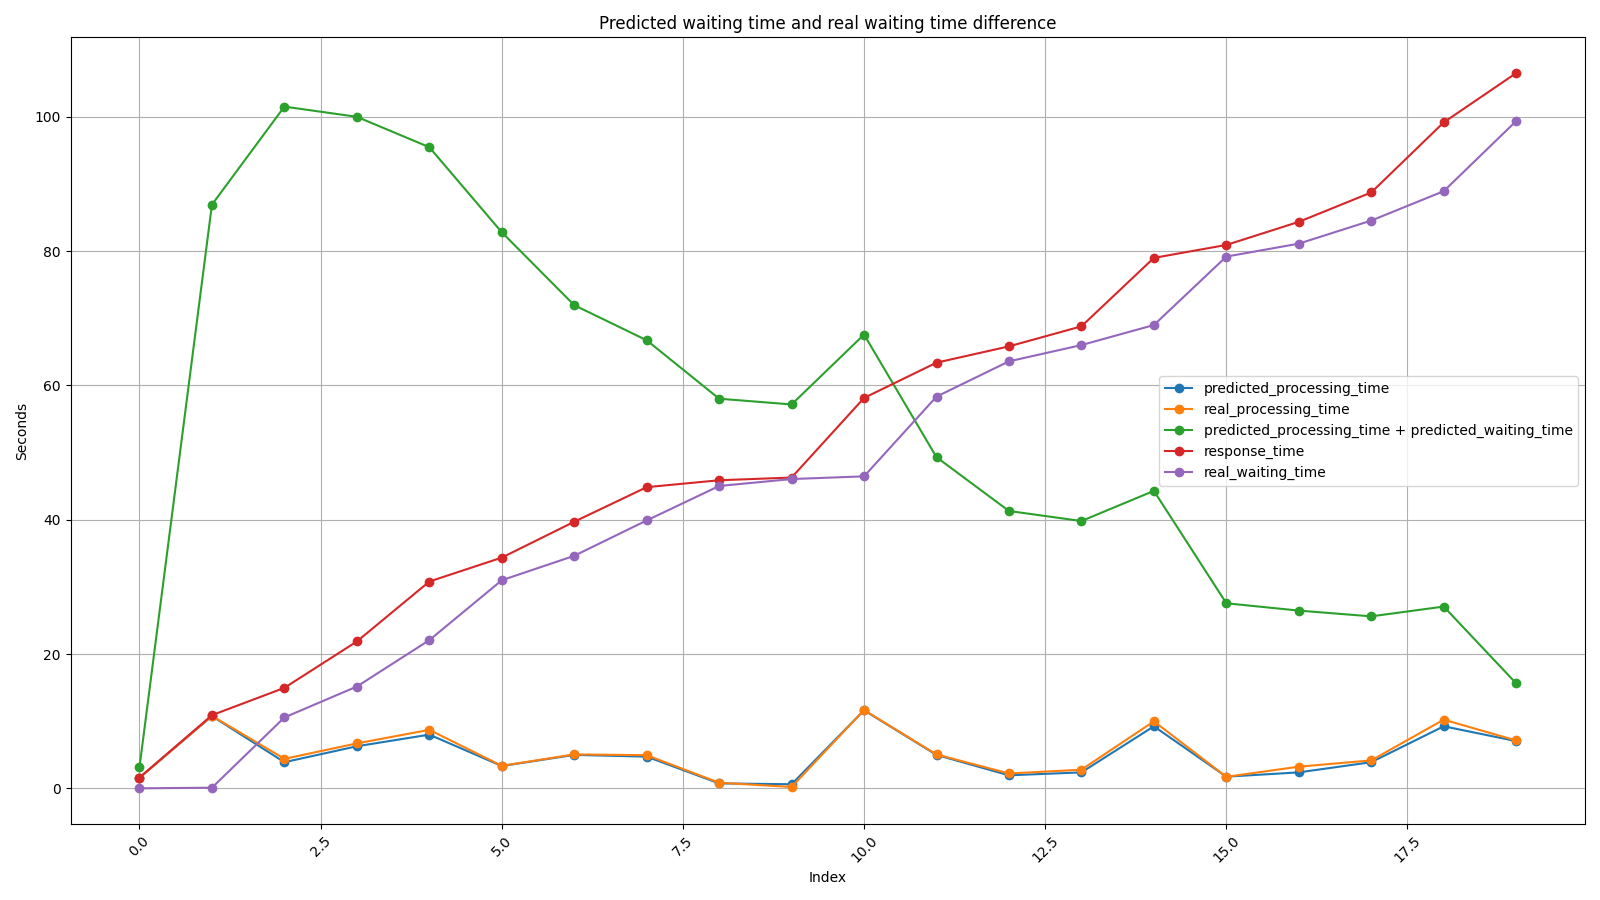 Predicted waiting time and real waiting time difference
Seconds
100
80
60
40
20
0
predicted_processing_time
real_processing_time
predicted_processing_time + predicted_waiting_time
response_time
real_waiting_time
0.0
2.5
5.0
7.5
10.0
12.5
15.0
17.5
Index